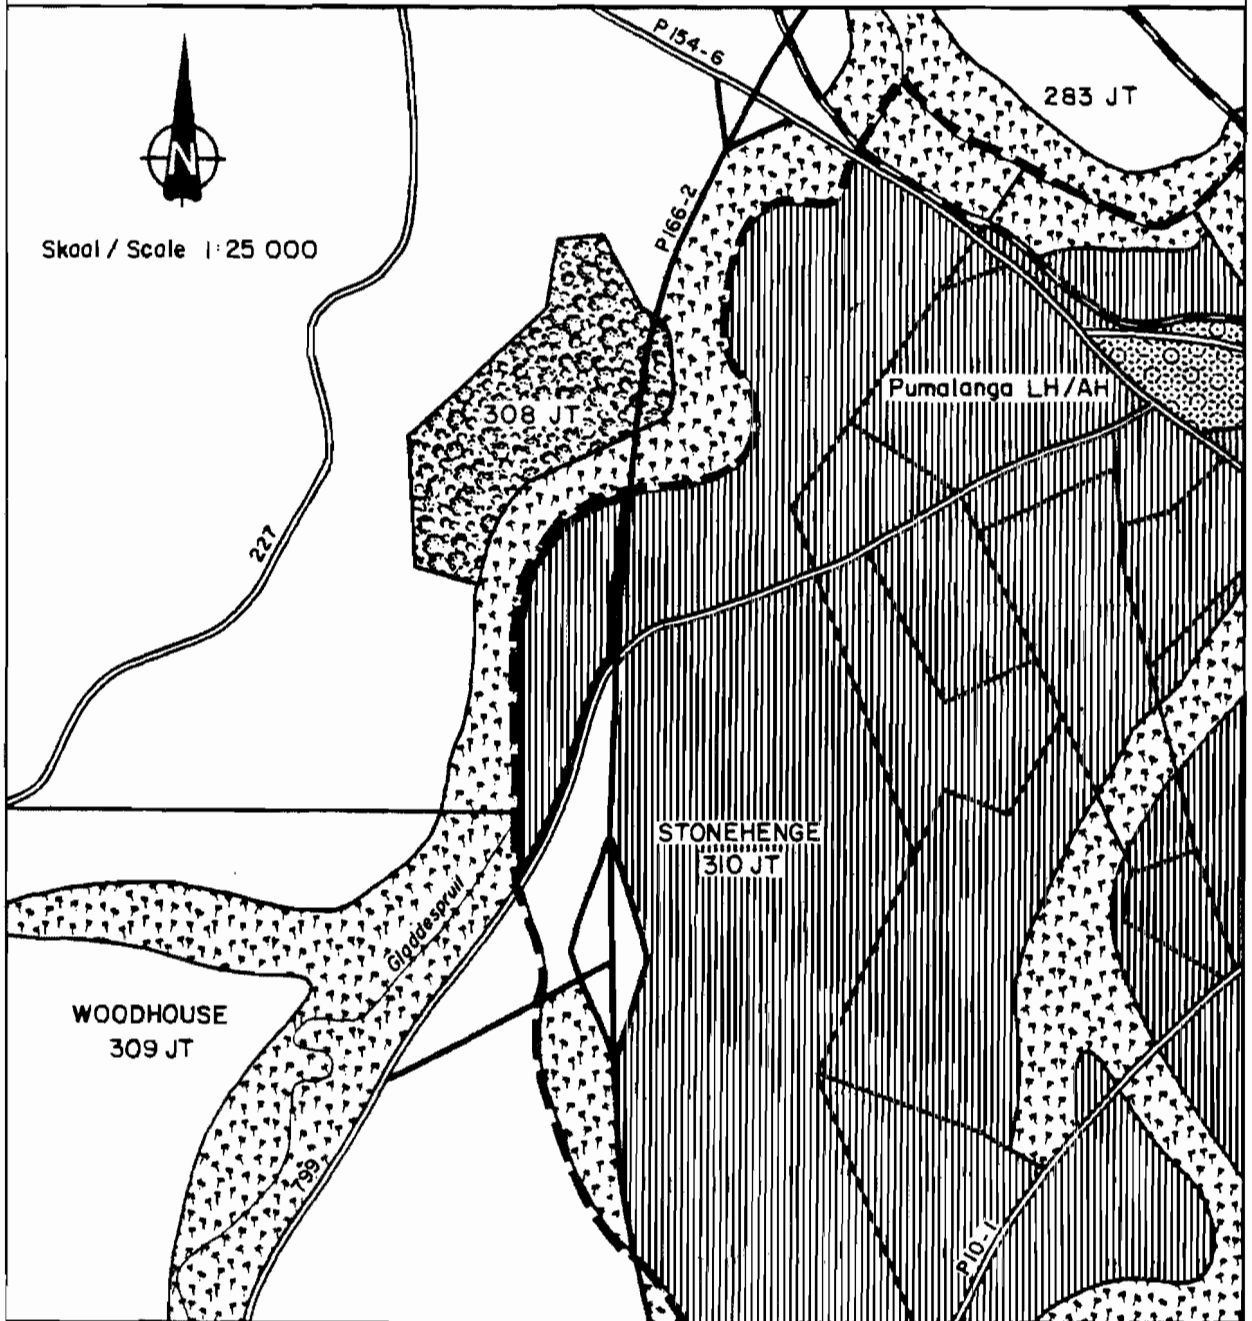 P154-6
283 JT
N
Skaal / Scale 1:25 000
P166-2
Pumalanga LH/AH
308 JT
227
STONEHENGE
310 JT
Gladdespruit
WOODHOUSE
309 JT
799
P10-1